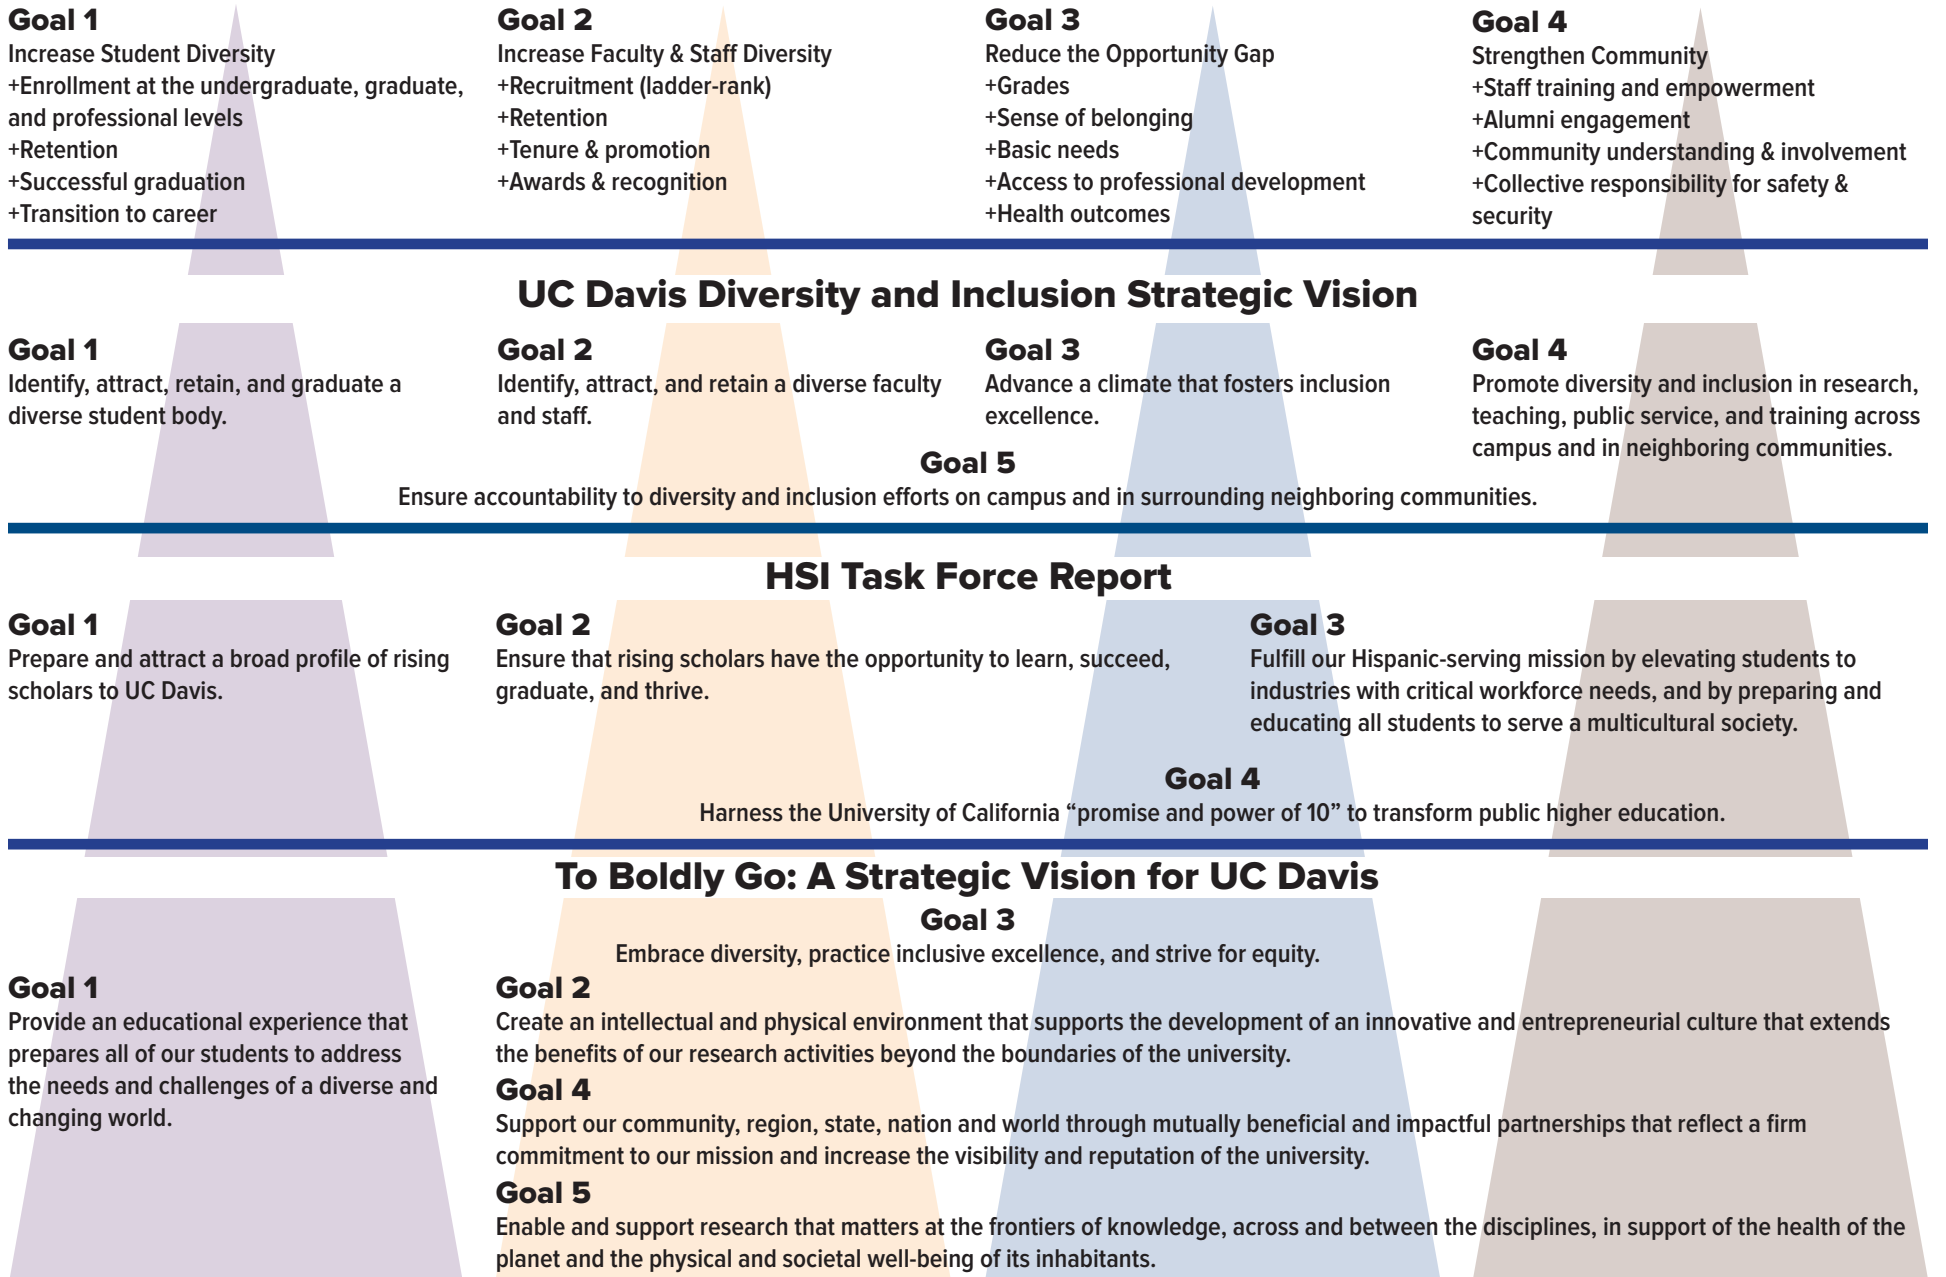 Goal 1
Increase Student Diversity
+Enrollment at the undergraduate, graduate,
and professional levels
+Retention
+Successful graduation
+Transition to career
Goal 2
Increase Faculty & Staff Diversity
+Recruitment (ladder-rank)
+Retention
+Tenure & promotion
+Awards & recognition
Goal 3
Reduce the Opportunity Gap
+Grades
+Sense of belonging
+Basic needs
+Access to professional development
+Health outcomes
Goal 4
Strengthen Community
+Staff training and empowerment
+Alumni engagement
+Community understanding & involvement
+Collective responsibility for safety &
security
UC Davis Diversity and Inclusion Strategic Vision
Goal 1
Identify, attract, retain, and graduate a
diverse student body.
Goal 2
Identify, attract, and retain a diverse faculty
and staff.
Goal 3
Advance a climate that fosters inclusion
excellence.
Goal 4
Promote diversity and inclusion in research,
teaching, public service, and training across
campus and in neighboring communities.
Goal 5
Ensure accountability to diversity and inclusion efforts on campus and in surrounding neighboring communities.
HSI Task Force Report
Goal 1
Prepare and attract a broad profile of rising
scholars to UC Davis.
Goal 2
Ensure that rising scholars have the opportunity to learn, succeed,
graduate, and thrive.
Goal 3
Fulfill our Hispanic-serving mission by elevating students to
industries with critical workforce needs, and by preparing and
educating all students to serve a multicultural society.
Goal 4
Harness the University of California “promise and power of 10” to transform public higher education.
To Boldly Go: A Strategic Vision for UC Davis
Goal 3
Embrace diversity, practice inclusive excellence, and strive for equity.
Goal 1
Provide an educational experience that
prepares all of our students to address
the needs and challenges of a diverse and
changing world.
Goal 2
Create an intellectual and physical environment that supports the development of an innovative and entrepreneurial culture that extends
the benefits of our research activities beyond the boundaries of the university.
Goal 4
Support our community, region, state, nation and world through mutually beneficial and impactful partnerships that reflect a firm
commitment to our mission and increase the visibility and reputation of the university.
Goal 5
Enable and support research that matters at the frontiers of knowledge, across and between the disciplines, in support of the health of the
planet and the physical and societal well-being of its inhabitants.